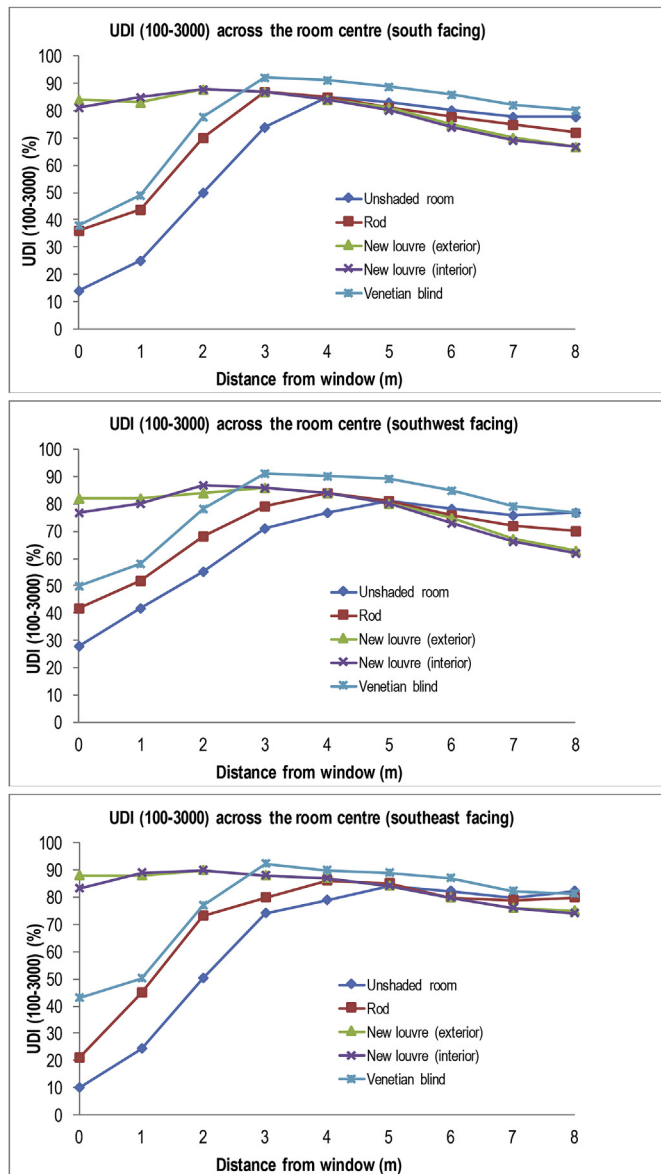 UDI (100-3000) across the room centre (south facing)
100
90
80
70
60
50
40
30
20
10
0
UDI (100-3000) (%)
Unshaded room
Rod
New louvre (exterior)
New louvre (interior)
Venetian blind
0 1 2 3 4 5 6 7 8
Distance from window (m)
UDI (100-3000) across the room centre (southwest facing)
100
90
80
70
60
50
40
30
20
10
0
UDI (100-3000) (%)
Unshaded room
Rod
New louvre (exterior)
New louvre (interior)
Venetian blind
0 1 2 3 4 5 6 7 8
Distance from window (m)
UDI (100-3000) across the room centre (southeast facing)
100
90
80
70
60
50
40
30
20
10
0
UDI (100-3000) (%)
Unshaded room
Rod
New louvre (exterior)
New louvre (interior)
Venetian blind
0 1 2 3 4 5 6 7 8
Distance from window (m)